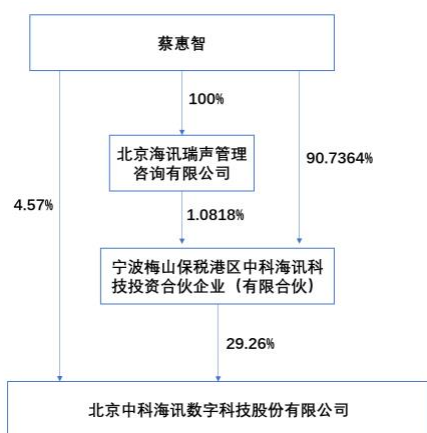 蔡惠智
100%
北京海讯瑞声管理
咨询有限公司
90.7364%
4.57%
1.0818%
宁波梅山保税港区中科海讯科
技投资合伙企业（有限合伙）
29.26%
北京中科海讯数字科技股份有限公司